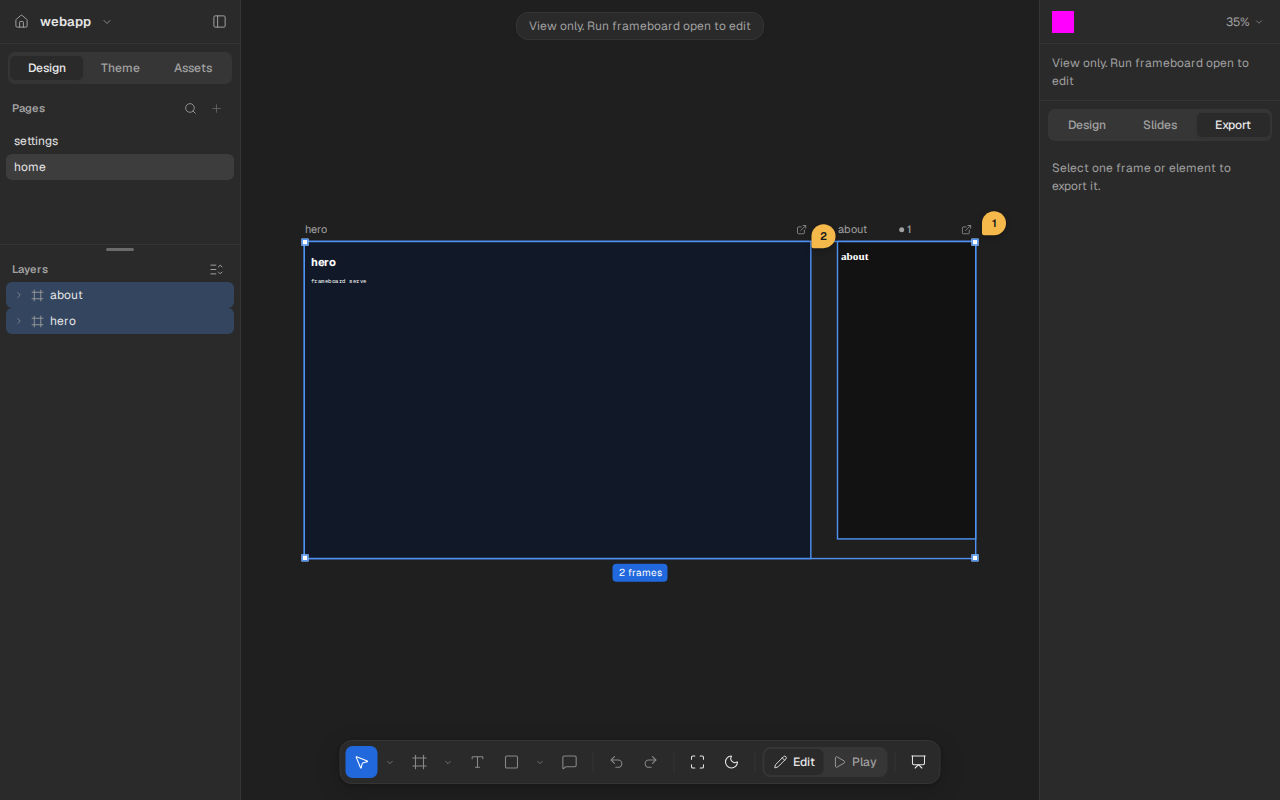 webapp
View only. Run frameboard open to edit
35%
Design
Theme
Assets
View only. Run frameboard open to
edit
Pages
Design
Slides
Export
settings
home
Select one frame or element to
export it.
hero
2
about
1
1
hero
frameboard serve
about
Layers
about
hero
2 frames
Edit
Play